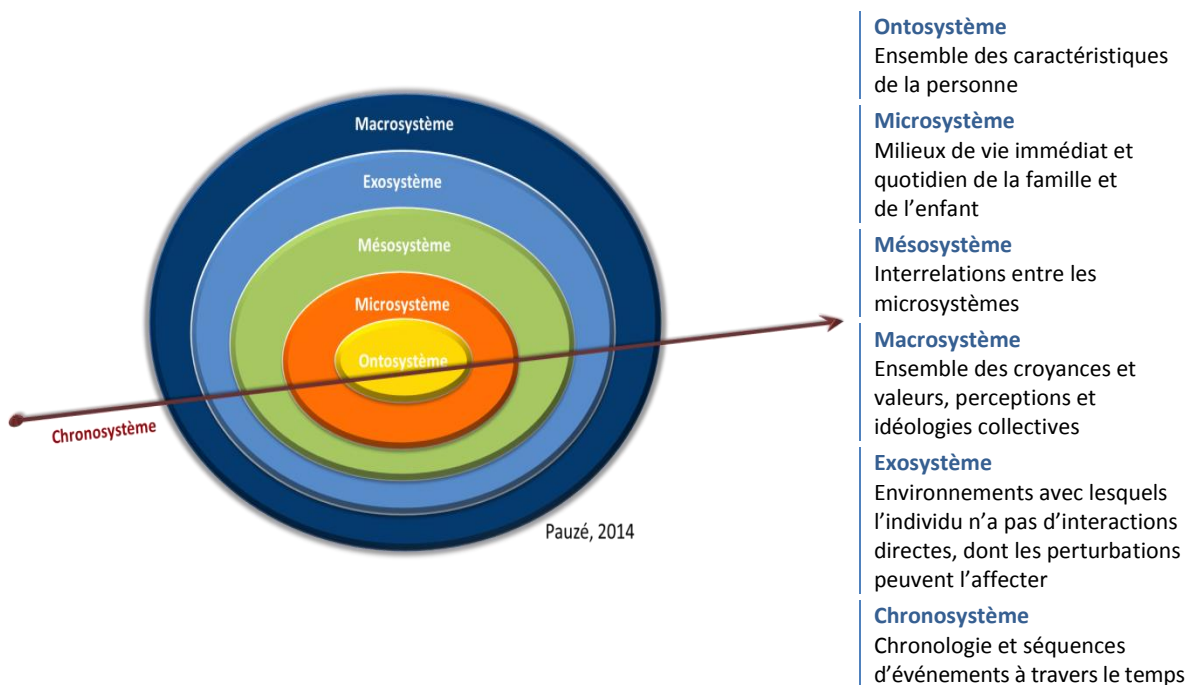 Macrosystème
Exosystème
Mésosystème
Microsystème
Ontosystème
Chronosystème
Pauzé, 2014
Ontosystème
Ensemble des caractéristiques
de la personne
Microsystème
Milieux de vie immédiat et
quotidien de la famille et
de l’enfant
Mésosystème
Interrelations entre les
microsystèmes
Macrosystème
Ensemble des croyances et
valeurs, perceptions et
idéologies collectives
Exosystème
Environnements avec lesquels
l’individu n’a pas d’interactions
directes, dont les perturbations
peuvent l’affecter
Chronosystème
Chronologie et séquences
d’événements à travers le temps